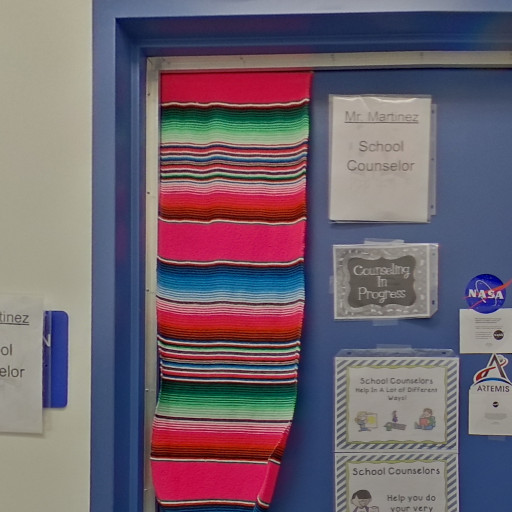 Mr. Martinez
School
Counselor
Counseling
In
Progress
NASA
ARTEMIS
School Counselors
Help In A Lot of Different
Ways!
School Counselors
Help you do
your very
tinez
ol
elor